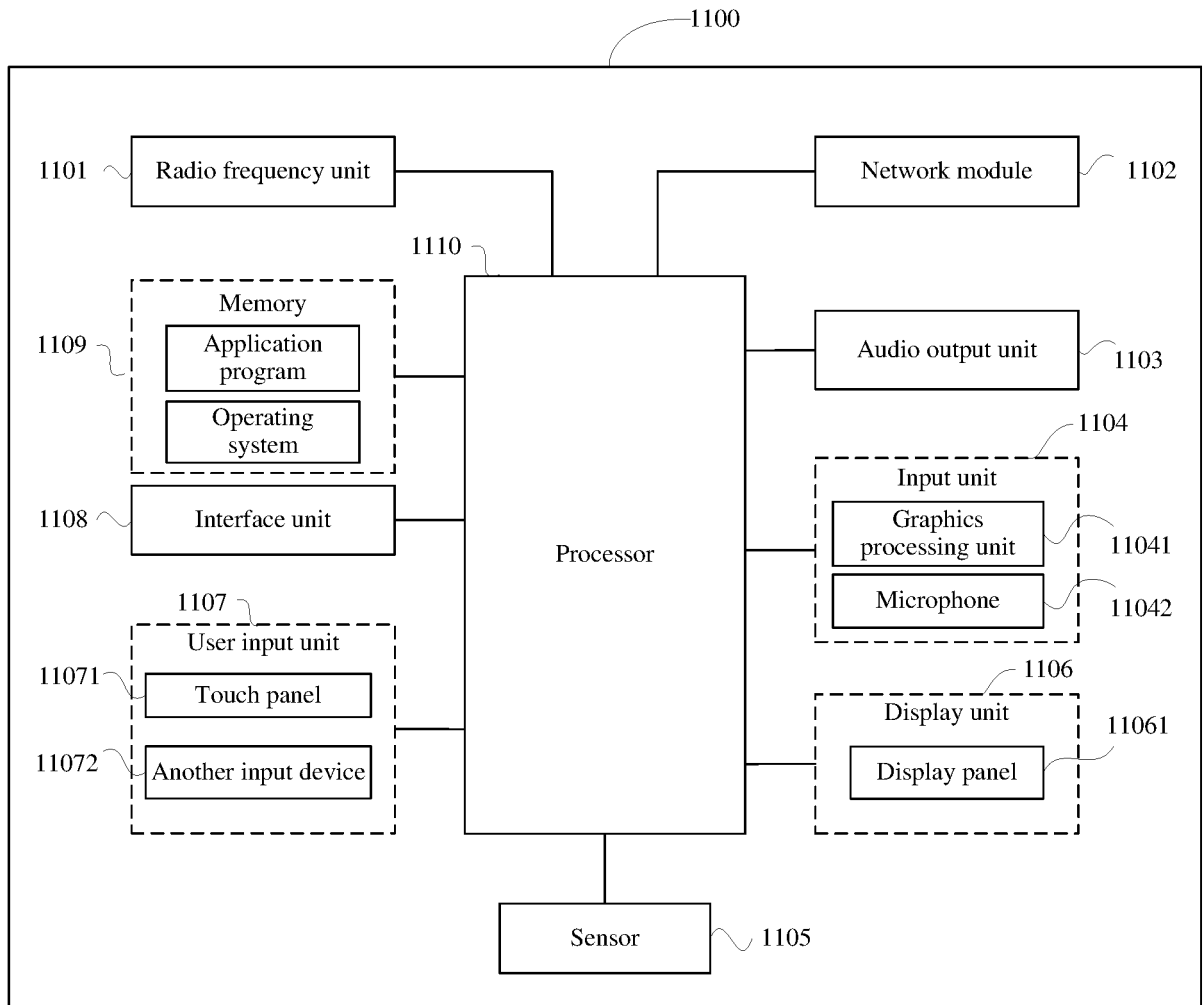 1100
1101
Radio frequency unit
Network module
1102
1110
Memory
Application
program
Operating
system
1109
Audio output unit
1103
1104
Input unit
Graphics
processing unit
11041
Microphone
11042
1108
Interface unit
Processor
1107
User input unit
11071
Touch panel
11072
Another input device
1106
Display unit
11061
Display panel
Sensor
1105